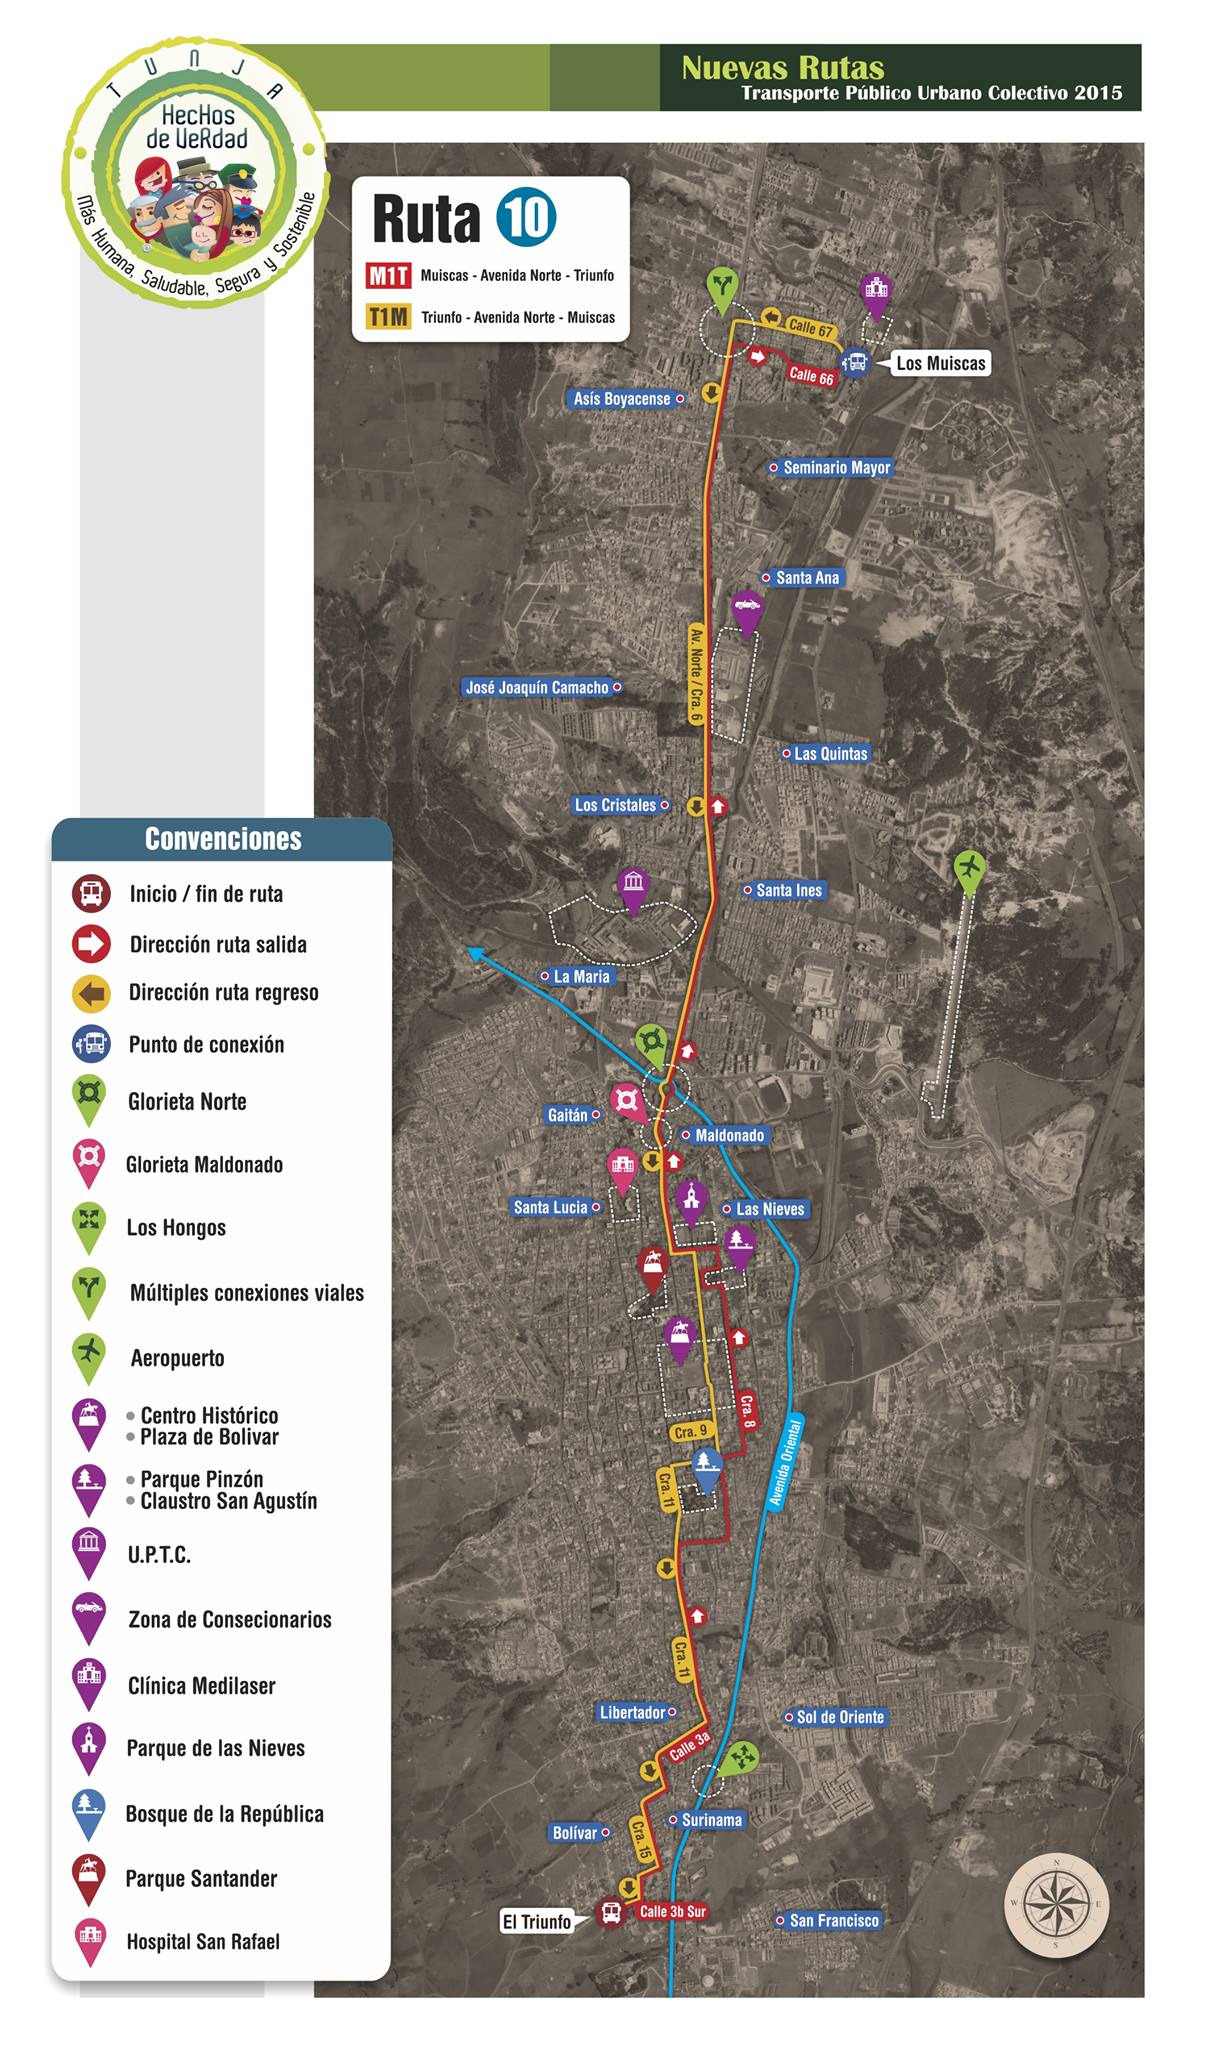 TUNJA
HecHos
de VeRdad
Más Humana, Saludable, Segura y Sostenible
Nuevas Rutas
Transporte Público Urbano Colectivo 2015
Ruta 10
M1T Muiscas - Avenida Norte - Triunfo
T1M Triunfo - Avenida Norte - Muiscas
Calle 67
Los Muiscas
Calle 66
Asís Boyacense
Seminario Mayor
Santa Ana
Av. Norte / Cra. 6
José Joaquín Camacho
Las Quintas
Los Cristales
Santa Ines
La Maria
Gaitán
Maldonado
Santa Lucia
Las Nieves
Cra. 8
Cra. 9
Avenida Oriental
Cra. 11
Cra. 11
Libertador
Sol de Oriente
Calle 3a
Surinama
Bolívar
Cra. 15
El Triunfo
Calle 3b Sur
San Francisco
N
W
E
S
Convenciones
Inicio / fin de ruta
Dirección ruta salida
Dirección ruta regreso
Punto de conexión
Glorieta Norte
Glorieta Maldonado
Los Hongos
Múltiples conexiones viales
Aeropuerto
• Centro Histórico
• Plaza de Bolivar
• Parque Pinzón
• Claustro San Agustín
U.P.T.C.
Zona de Consecionarios
Clínica Medilaser
Parque de las Nieves
Bosque de la República
Parque Santander
Hospital San Rafael